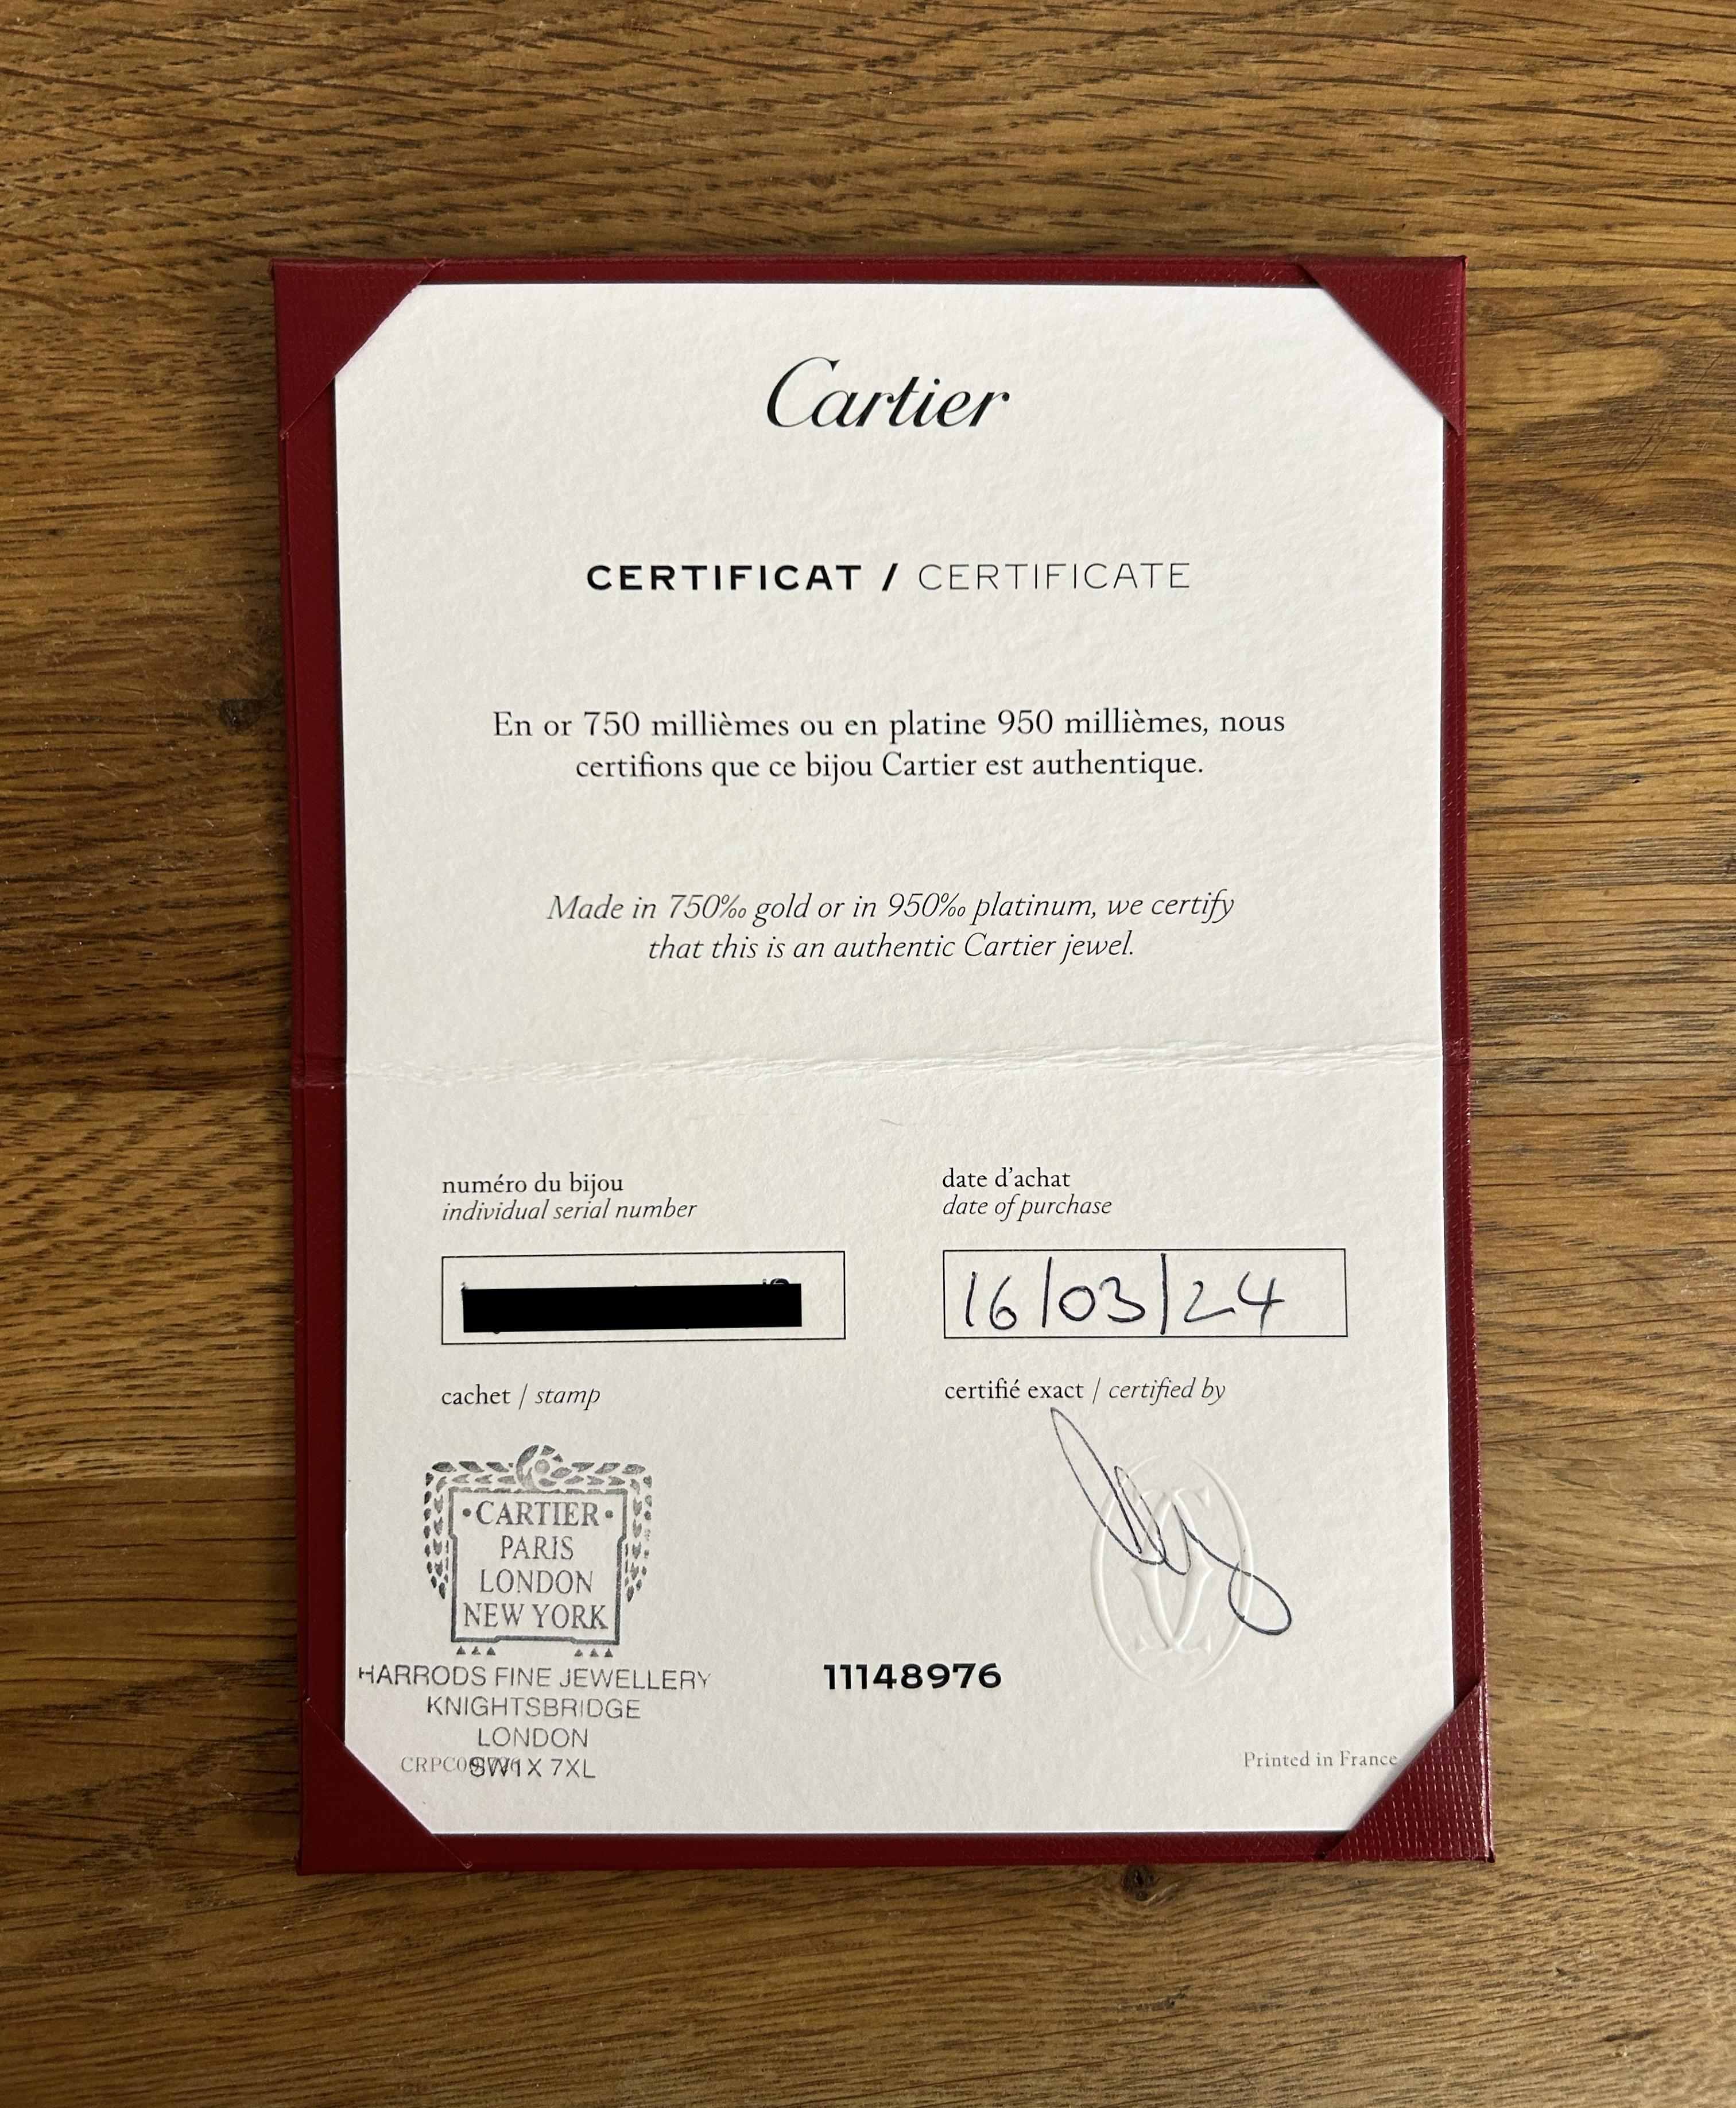 Cartier
CERTIFICAT / CERTIFICATE
En or 750 millièmes ou en platine 950 millièmes, nous
certifions que ce bijou Cartier est authentique.
Made in 750‰ gold or in 950‰ platinum, we certify
that this is an authentic Cartier jewel.
numéro du bijou
individual serial number
date d'achat
date of purchase
16/03/24
cachet / stamp
certifié exact / certified by
·CARTIER·
PARIS
LONDON
NEW YORK
HARRODS FINE JEWELLERY
KNIGHTSBRIDGE
LONDON
SW1X 7XL
11148976
Printed in France